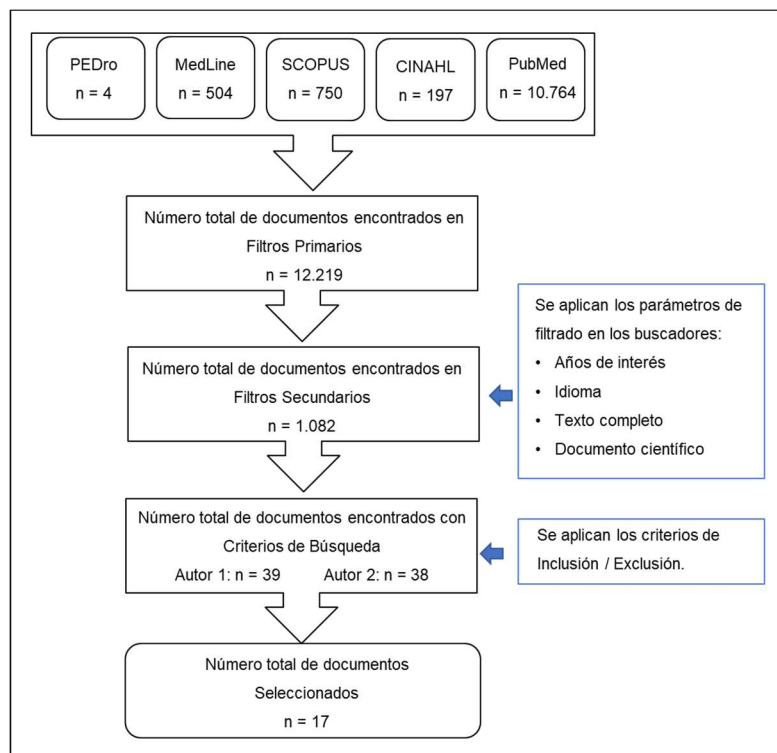 PEDro
n = 4
MedLine
n = 504
SCOPUS
n = 750
CINAHL
n = 197
PubMed
n = 10.764
Número total de documentos encontrados en
Filtros Primarios
n = 12.219
Se aplican los parámetros de
filtrado en los buscadores:
• Años de interés
• Idioma
• Texto completo
• Documento científico
Número total de documentos encontrados en
Filtros Secundarios
n = 1.082
Número total de documentos encontrados con
Criterios de Búsqueda
Autor 1: n = 39 Autor 2: n = 38
Se aplican los criterios de
Inclusión / Exclusión.
Número total de documentos
Seleccionados
n = 17